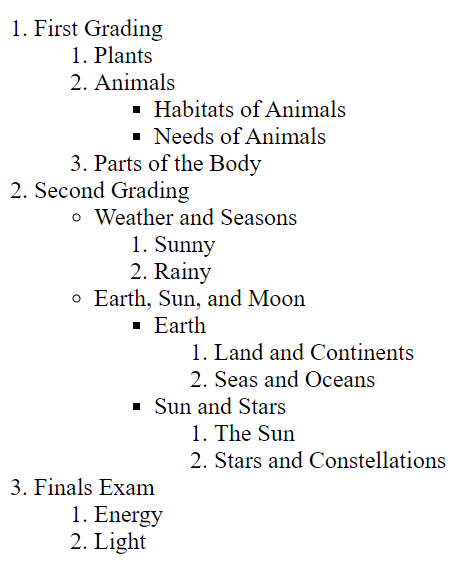 1. First Grading
1. Plants
2. Animals
▪ Habitats of Animals
▪ Needs of Animals
3. Parts of the Body
2. Second Grading
◦ Weather and Seasons
1. Sunny
2. Rainy
◦ Earth, Sun, and Moon
▪ Earth
1. Land and Continents
2. Seas and Oceans
▪ Sun and Stars
1. The Sun
2. Stars and Constellations
3. Finals Exam
1. Energy
2. Light